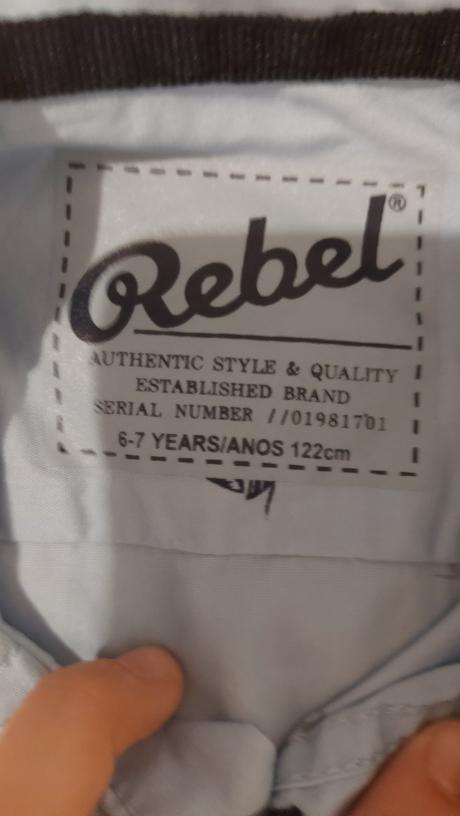 Rebel®
AUTHENTIC STYLE & QUALITY
ESTABLISHED BRAND
SERIAL NUMBER //01981701
6-7 YEARS/ANOS 122cm